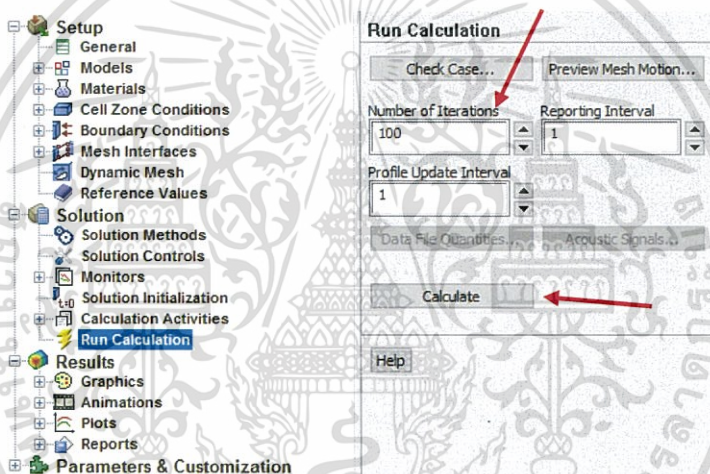 Setup
General
Models
Materials
Cell Zone Conditions
Boundary Conditions
Mesh Interfaces
Dynamic Mesh
Reference Values
Solution
Solution Methods
Solution Controls
Monitors
t=0 Solution Initialization
Calculation Activities
Run Calculation
Results
Graphics
Animations
Plots
Reports
Parameters & Customization
Run Calculation
Check Case... Preview Mesh Motion...
Number of Iterations Reporting Interval
100 1
Profile Update Interval
1
Data File Quantities... Acoustic Signals...
Calculate
Help